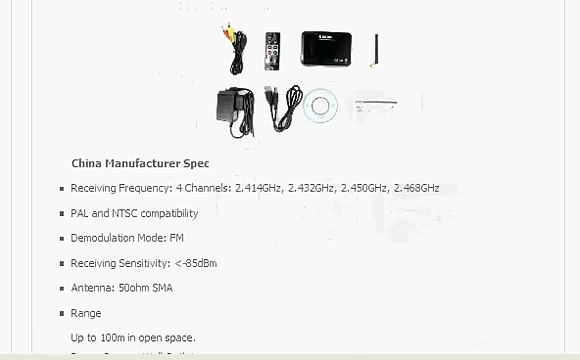 China Manufacturer Spec
Receiving Frequency: 4 Channels: 2.414GHz, 2.432GHz, 2.450GHz, 2.468GHz
PAL and NTSC compatibility
Demodulation Mode: FM
Receiving Sensitivity: <-85dBm
Antenna: 50ohm SMA
Range
Up to 100m in open space.